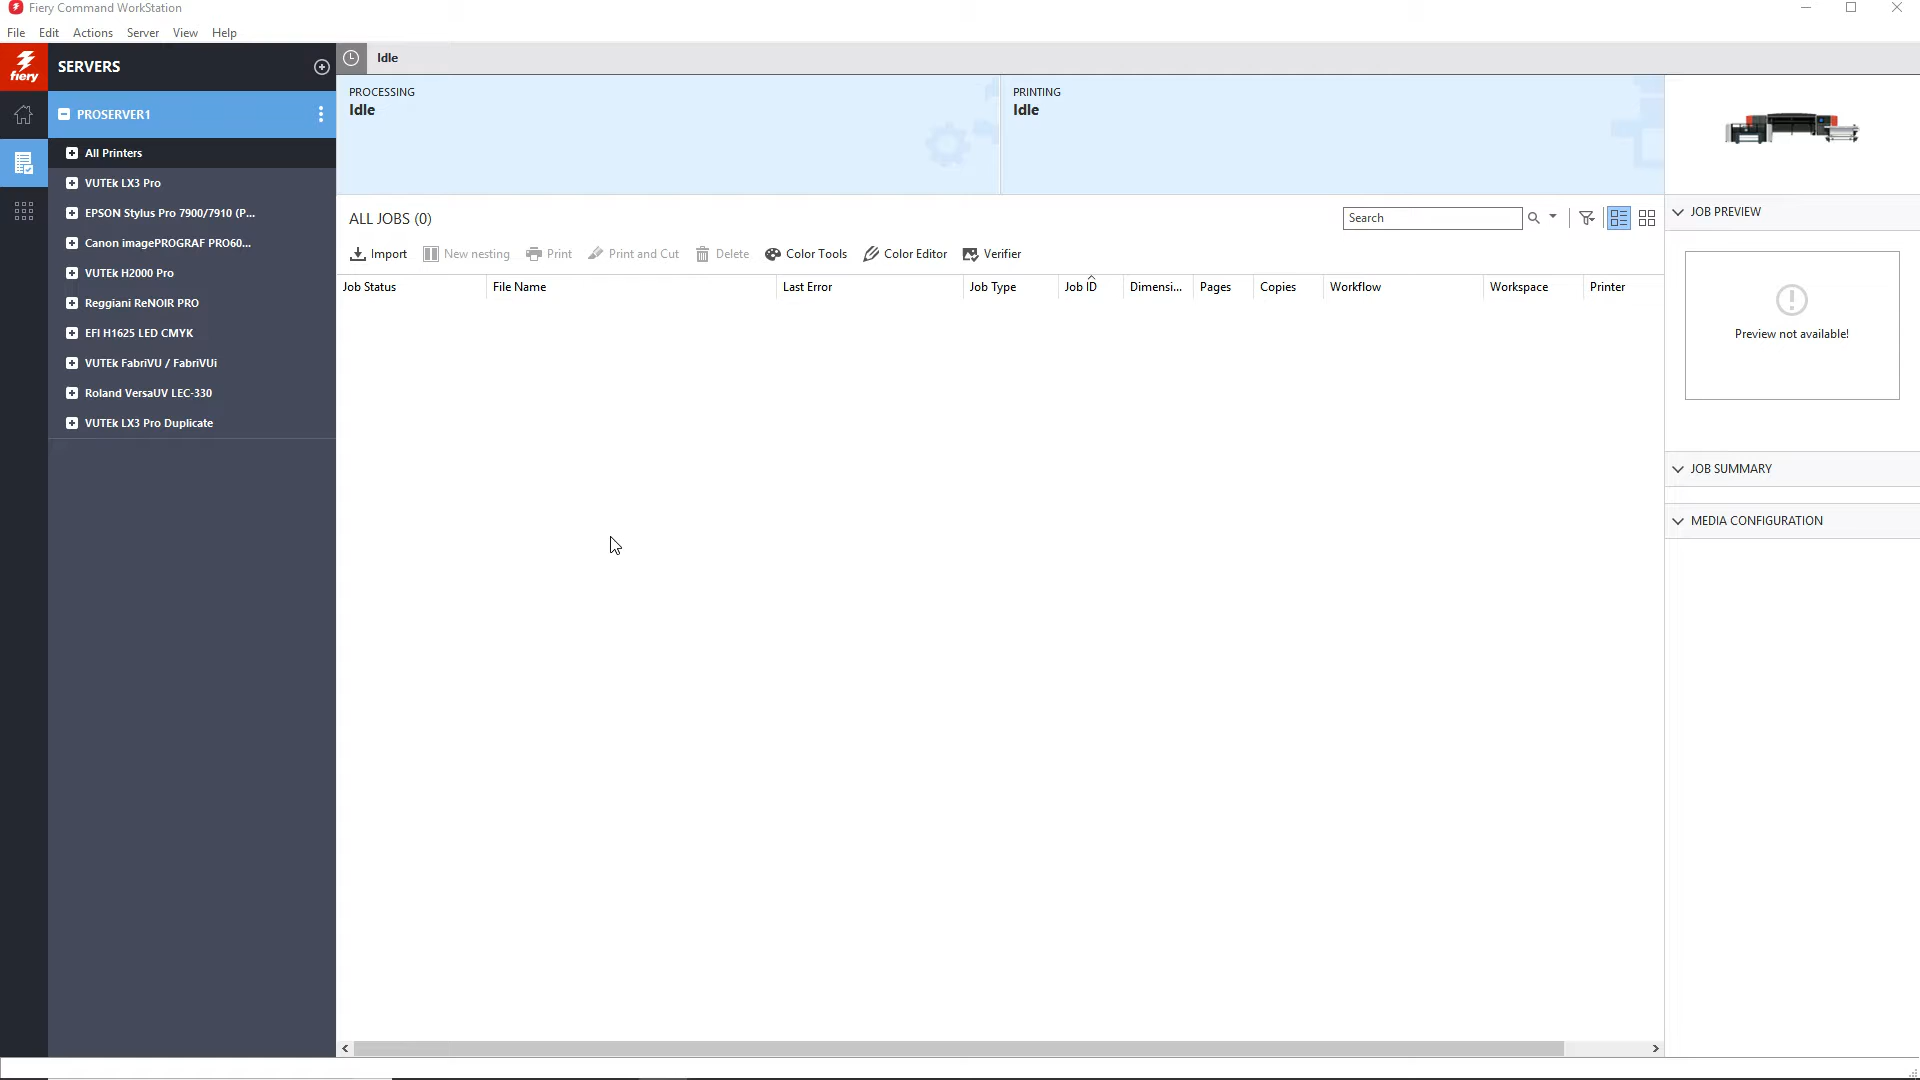 Fiery Command WorkStation
File Edit Actions Server View Help
fiery
SERVERS
Idle
PROSERVER1
All Printers
VUTEk LX3 Pro
EPSON Stylus Pro 7900/7910 (P...
Canon imagePROGRAF PRO60...
VUTEk H2000 Pro
Reggiani ReNOIR PRO
EFI H1625 LED CMYK
VUTEk FabriVU / FabriVUi
Roland VersaUV LEC-330
VUTEk LX3 Pro Duplicate
PROCESSING
Idle
PRINTING
Idle
ALL JOBS (0)
Search
Import New nesting Print Print and Cut Delete Color Tools Color Editor Verifier
Job Status File Name Last Error Job Type Job ID Dimensi... Pages Copies Workflow Workspace Printer
JOB PREVIEW
Preview not available!
JOB SUMMARY
MEDIA CONFIGURATION